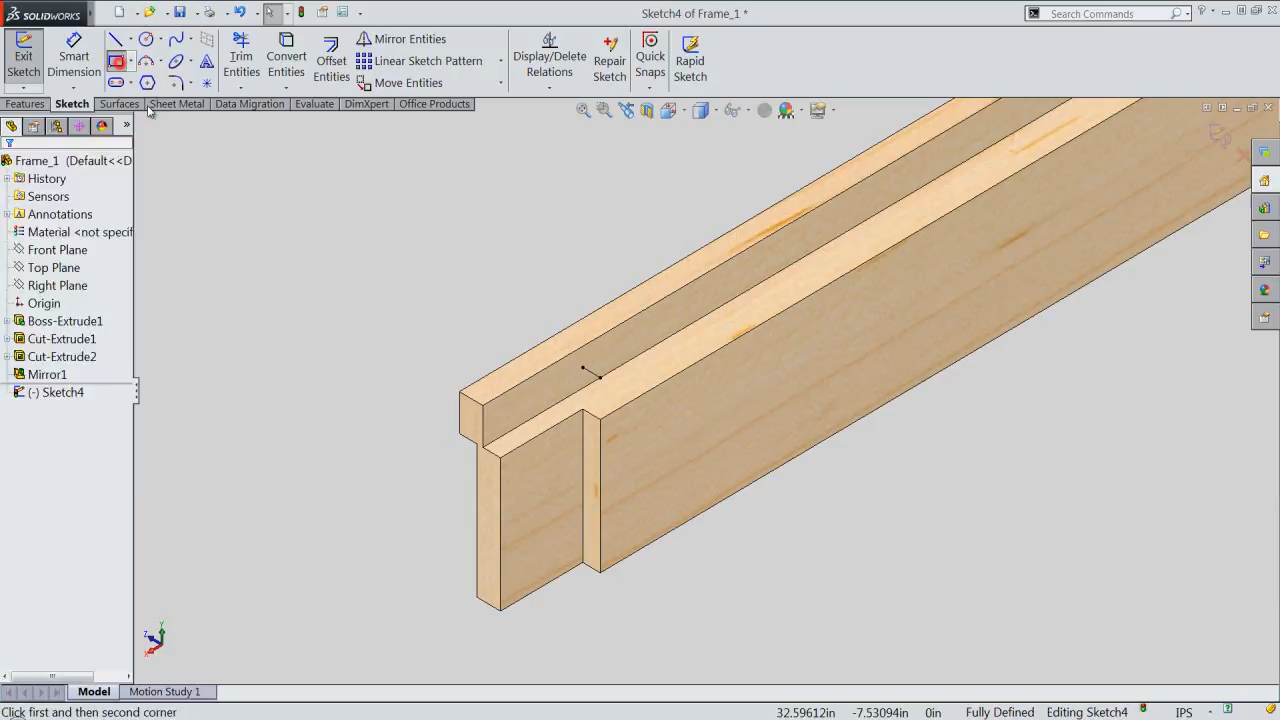 SOLIDWORKS
Sketch4 of Frame_1 *
Search Commands
Exit
Sketch
Smart
Dimension
Trim
Entities
Convert
Entities
Offset
Entities
Mirror Entities
Linear Sketch Pattern
Move Entities
Display/Delete
Relations
Repair
Sketch
Quick
Snaps
Rapid
Sketch
Features
Sketch
Surfaces
Sheet Metal
Data Migration
Evaluate
DimXpert
Office Products
Frame_1 (Default<<D
History
Sensors
Annotations
Material <not specif
Front Plane
Top Plane
Right Plane
Origin
Boss-Extrude1
Cut-Extrude1
Cut-Extrude2
Mirror1
(-) Sketch4
Y
Z
X
Model
Motion Study 1
Click first and then second corner
32.59612in
-7.53094in
0in
Fully Defined
Editing Sketch4
IPS